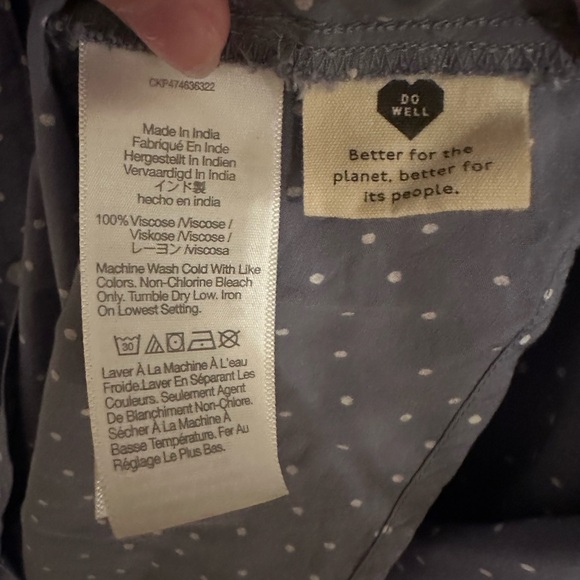 CKP474636322
Made In India
Fabriqué En Inde
Hergestellt In Indien
Vervaardigd In India
インド製
hecho en india
100% Viscose /Viscose /
Viskose /Viscose /
レーヨン /viscosa
Machine Wash Cold With Like
Colors. Non-Chlorine Bleach
Only. Tumble Dry Low. Iron
On Lowest Setting.
30
Laver À La Machine À L'eau
Froide.Laver En Séparant Les
Couleurs. Seulement Agent
De Blanchiment Non-Chlore.
Sécher À La Machine À
Basse Température. Fer Au
Réglage Le Plus Bas.
DO
WELL
Better for the
planet, better for
its people.